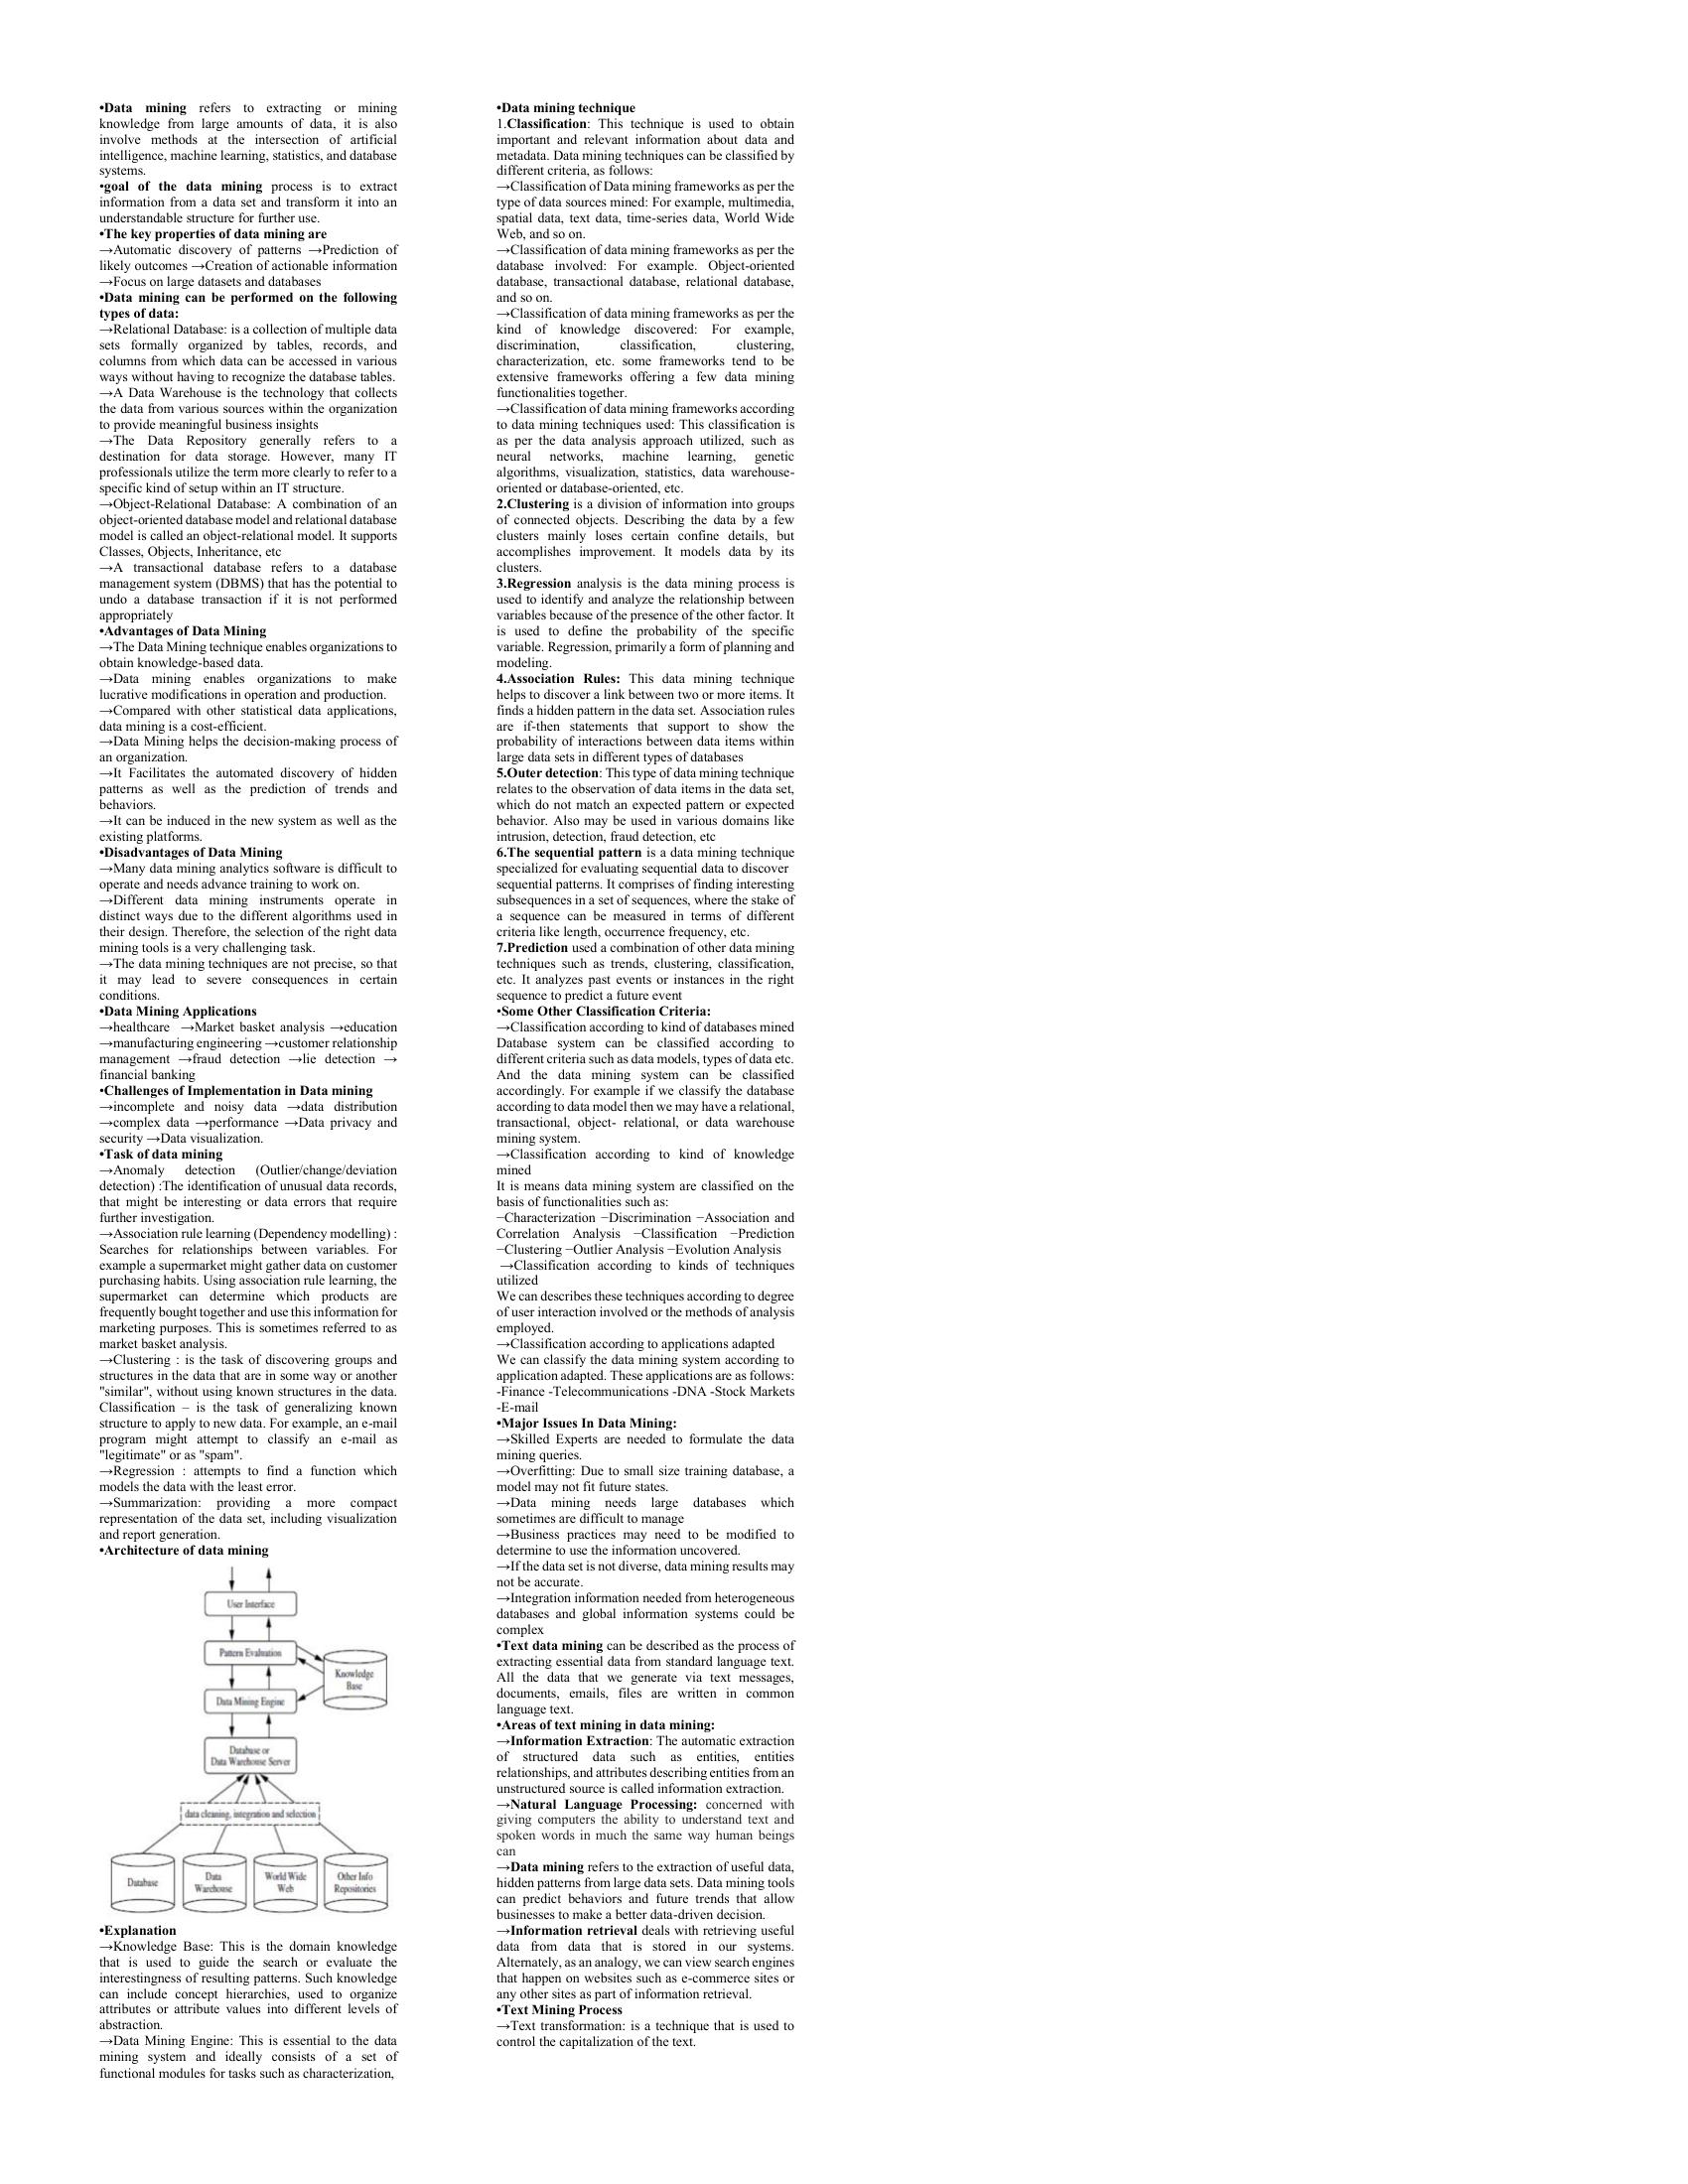 •Data mining refers to extracting or mining
knowledge from large amounts of data, it is also
involve methods at the intersection of artificial
intelligence, machine learning, statistics, and database
systems.
•goal of the data mining process is to extract
information from a data set and transform it into an
understandable structure for further use.
•The key properties of data mining are
→Automatic discovery of patterns →Prediction of
likely outcomes →Creation of actionable information
→Focus on large datasets and databases
•Data mining can be performed on the following
types of data:
→Relational Database: is a collection of multiple data
sets formally organized by tables, records, and
columns from which data can be accessed in various
ways without having to recognize the database tables.
→A Data Warehouse is the technology that collects
the data from various sources within the organization
to provide meaningful business insights
→The Data Repository generally refers to a
destination for data storage. However, many IT
professionals utilize the term more clearly to refer to a
specific kind of setup within an IT structure.
→Object-Relational Database: A combination of an
object-oriented database model and relational database
model is called an object-relational model. It supports
Classes, Objects, Inheritance, etc
→A transactional database refers to a database
management system (DBMS) that has the potential to
undo a database transaction if it is not performed
appropriately
•Advantages of Data Mining
→The Data Mining technique enables organizations to
obtain knowledge-based data.
→Data mining enables organizations to make
lucrative modifications in operation and production.
→Compared with other statistical data applications,
data mining is a cost-efficient.
→Data Mining helps the decision-making process of
an organization.
→It Facilitates the automated discovery of hidden
patterns as well as the prediction of trends and
behaviors.
→It can be induced in the new system as well as the
existing platforms.
•Disadvantages of Data Mining
→Many data mining analytics software is difficult to
operate and needs advance training to work on.
→Different data mining instruments operate in
distinct ways due to the different algorithms used in
their design. Therefore, the selection of the right data
mining tools is a very challenging task.
→The data mining techniques are not precise, so that
it may lead to severe consequences in certain
conditions.
•Data Mining Applications
→healthcare →Market basket analysis →education
→manufacturing engineering →customer relationship
management →fraud detection →lie detection →
financial banking
•Challenges of Implementation in Data mining
→incomplete and noisy data →data distribution
→complex data →performance →Data privacy and
security →Data visualization.
•Task of data mining
→Anomaly detection (Outlier/change/deviation
detection) :The identification of unusual data records,
that might be interesting or data errors that require
further investigation.
→Association rule learning (Dependency modelling) :
Searches for relationships between variables. For
example a supermarket might gather data on customer
purchasing habits. Using association rule learning, the
supermarket can determine which products are
frequently bought together and use this information for
marketing purposes. This is sometimes referred to as
market basket analysis.
→Clustering : is the task of discovering groups and
structures in the data that are in some way or another
"similar", without using known structures in the data.
Classification – is the task of generalizing known
structure to apply to new data. For example, an e-mail
program might attempt to classify an e-mail as
"legitimate" or as "spam".
→Regression : attempts to find a function which
models the data with the least error.
→Summarization: providing a more compact
representation of the data set, including visualization
and report generation.
•Architecture of data mining
User Interface
Pattern Evaluation
Knowledge
Base
Data Mining Engine
Database or
Data Warehouse Server
data cleaning, integration and selection
Database
Data
Warehouse
World Wide
Web
Other Info
Repositories
•Explanation
→Knowledge Base: This is the domain knowledge
that is used to guide the search or evaluate the
interestingness of resulting patterns. Such knowledge
can include concept hierarchies, used to organize
attributes or attribute values into different levels of
abstraction.
→Data Mining Engine: This is essential to the data
mining system and ideally consists of a set of
functional modules for tasks such as characterization,
•Data mining technique
1.Classification: This technique is used to obtain
important and relevant information about data and
metadata. Data mining techniques can be classified by
different criteria, as follows:
→Classification of Data mining frameworks as per the
type of data sources mined: For example, multimedia,
spatial data, text data, time-series data, World Wide
Web, and so on.
→Classification of data mining frameworks as per the
database involved: For example. Object-oriented
database, transactional database, relational database,
and so on.
→Classification of data mining frameworks as per the
kind of knowledge discovered: For example,
discrimination, classification, clustering,
characterization, etc. some frameworks tend to be
extensive frameworks offering a few data mining
functionalities together.
→Classification of data mining frameworks according
to data mining techniques used: This classification is
as per the data analysis approach utilized, such as
neural networks, machine learning, genetic
algorithms, visualization, statistics, data warehouse-
oriented or database-oriented, etc.
2.Clustering is a division of information into groups
of connected objects. Describing the data by a few
clusters mainly loses certain confine details, but
accomplishes improvement. It models data by its
clusters.
3.Regression analysis is the data mining process is
used to identify and analyze the relationship between
variables because of the presence of the other factor. It
is used to define the probability of the specific
variable. Regression, primarily a form of planning and
modeling.
4.Association Rules: This data mining technique
helps to discover a link between two or more items. It
finds a hidden pattern in the data set. Association rules
are if-then statements that support to show the
probability of interactions between data items within
large data sets in different types of databases
5.Outer detection: This type of data mining technique
relates to the observation of data items in the data set,
which do not match an expected pattern or expected
behavior. Also may be used in various domains like
intrusion, detection, fraud detection, etc
6.The sequential pattern is a data mining technique
specialized for evaluating sequential data to discover
sequential patterns. It comprises of finding interesting
subsequences in a set of sequences, where the stake of
a sequence can be measured in terms of different
criteria like length, occurrence frequency, etc.
7.Prediction used a combination of other data mining
techniques such as trends, clustering, classification,
etc. It analyzes past events or instances in the right
sequence to predict a future event
•Some Other Classification Criteria:
→Classification according to kind of databases mined
Database system can be classified according to
different criteria such as data models, types of data etc.
And the data mining system can be classified
accordingly. For example if we classify the database
according to data model then we may have a relational,
transactional, object- relational, or data warehouse
mining system.
→Classification according to kind of knowledge
mined
It is means data mining system are classified on the
basis of functionalities such as:
−Characterization −Discrimination −Association and
Correlation Analysis −Classification −Prediction
−Clustering −Outlier Analysis −Evolution Analysis
→Classification according to kinds of techniques
utilized
We can describes these techniques according to degree
of user interaction involved or the methods of analysis
employed.
→Classification according to applications adapted
We can classify the data mining system according to
application adapted. These applications are as follows:
-Finance -Telecommunications -DNA -Stock Markets
-E-mail
•Major Issues In Data Mining:
→Skilled Experts are needed to formulate the data
mining queries.
→Overfitting: Due to small size training database, a
model may not fit future states.
→Data mining needs large databases which
sometimes are difficult to manage
→Business practices may need to be modified to
determine to use the information uncovered.
→If the data set is not diverse, data mining results may
not be accurate.
→Integration information needed from heterogeneous
databases and global information systems could be
complex
•Text data mining can be described as the process of
extracting essential data from standard language text.
All the data that we generate via text messages,
documents, emails, files are written in common
language text.
•Areas of text mining in data mining:
→Information Extraction: The automatic extraction
of structured data such as entities, entities
relationships, and attributes describing entities from an
unstructured source is called information extraction.
→Natural Language Processing: concerned with
giving computers the ability to understand text and
spoken words in much the same way human beings
can
→Data mining refers to the extraction of useful data,
hidden patterns from large data sets. Data mining tools
can predict behaviors and future trends that allow
businesses to make a better data-driven decision.
→Information retrieval deals with retrieving useful
data from data that is stored in our systems.
Alternately, as an analogy, we can view search engines
that happen on websites such as e-commerce sites or
any other sites as part of information retrieval.
•Text Mining Process
→Text transformation: is a technique that is used to
control the capitalization of the text.